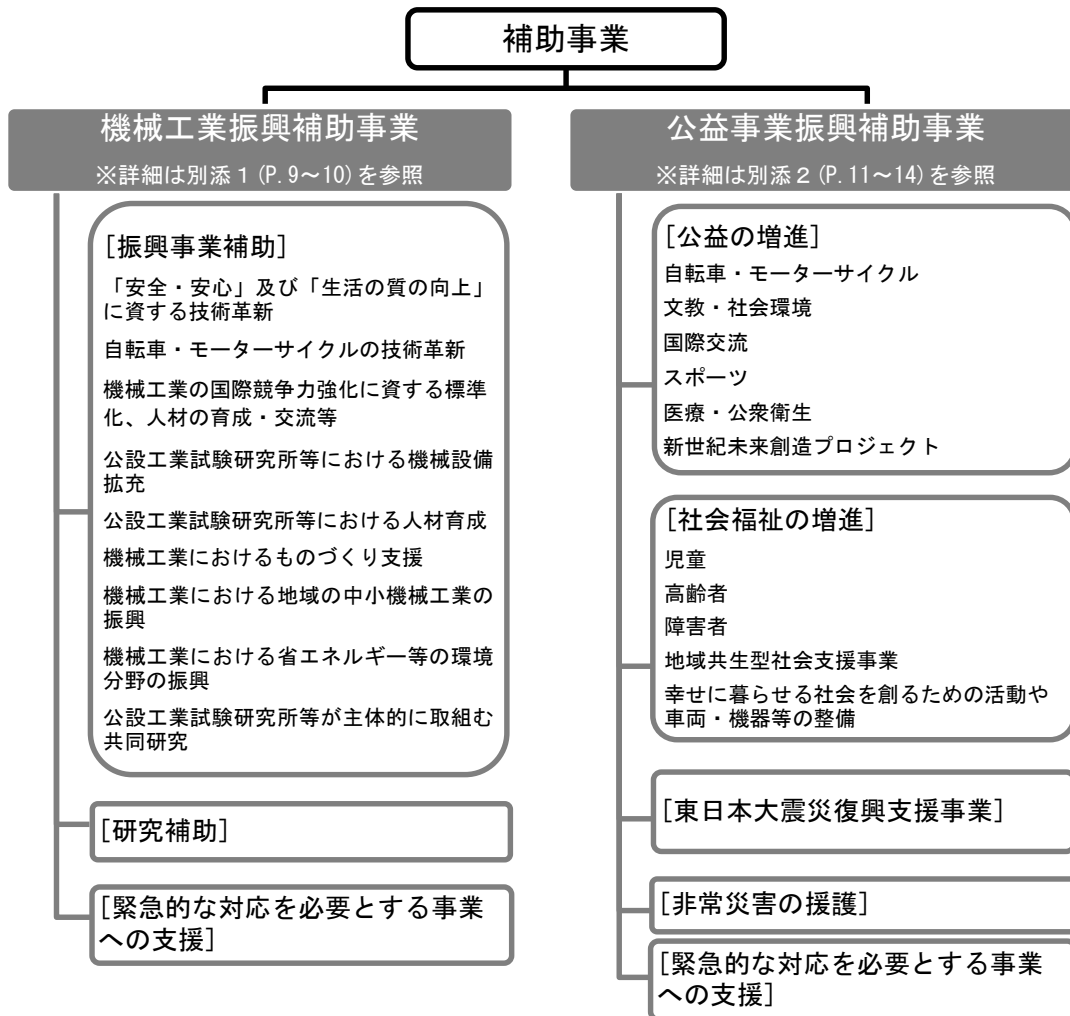 補助事業
機械工業振興補助事業
※詳細は別添１(P.9～10)を参照
[振興事業補助]
「安全・安心」及び「生活の質の向上」
に資する技術革新
自転車・モーターサイクルの技術革新
機械工業の国際競争力強化に資する標準
化、人材の育成・交流等
公設工業試験研究所等における機械設備
拡充
公設工業試験研究所等における人材育成
機械工業におけるものづくり支援
機械工業における地域の中小機械工業の
振興
機械工業における省エネルギー等の環境
分野の振興
公設工業試験研究所等が主体的に取組む
共同研究
[研究補助]
[緊急的な対応を必要とする事業
への支援]
公益事業振興補助事業
※詳細は別添２(P.11～14)を参照
[公益の増進]
自転車・モーターサイクル
文教・社会環境
国際交流
スポーツ
医療・公衆衛生
新世紀未来創造プロジェクト
[社会福祉の増進]
児童
高齢者
障害者
地域共生型社会支援事業
幸せに暮らせる社会を創るための活動や
車両・機器等の整備
[東日本大震災復興支援事業]
[非常災害の援護]
[緊急的な対応を必要とする事業
への支援]